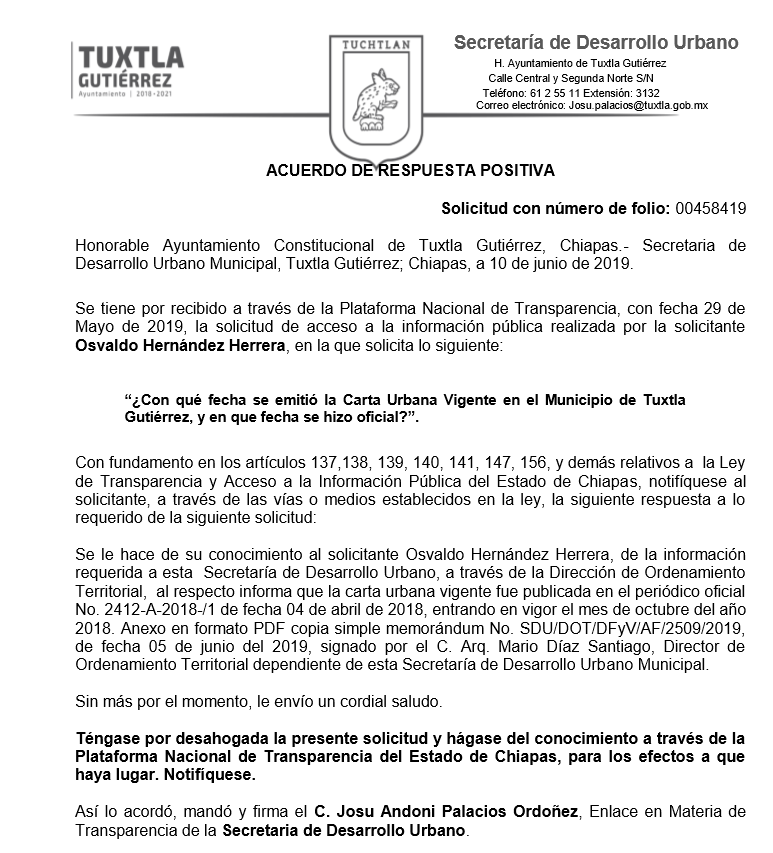 TUXTLA
GUTIÉRREZ
Ayuntamiento | 2018-2021
TUCHTLAN
Secretaría de Desarrollo Urbano
H. Ayuntamiento de Tuxtla Gutiérrez
Calle Central y Segunda Norte S/N
Teléfono: 61 2 55 11 Extensión: 3132
Correo electrónico: Josu.palacios@tuxtla.gob.mx
ACUERDO DE RESPUESTA POSITIVA
Solicitud con número de folio: 00458419
Honorable Ayuntamiento Constitucional de Tuxtla Gutiérrez, Chiapas.- Secretaria de
Desarrollo Urbano Municipal, Tuxtla Gutiérrez; Chiapas, a 10 de junio de 2019.
Se tiene por recibido a través de la Plataforma Nacional de Transparencia, con fecha 29 de
Mayo de 2019, la solicitud de acceso a la información pública realizada por la solicitante
Osvaldo Hernández Herrera, en la que solicita lo siguiente:
“¿Con qué fecha se emitió la Carta Urbana Vigente en el Municipio de Tuxtla
Gutiérrez, y en que fecha se hizo oficial?”.
Con fundamento en los artículos 137,138, 139, 140, 141, 147, 156, y demás relativos a la Ley
de Transparencia y Acceso a la Información Pública del Estado de Chiapas, notifíquese al
solicitante, a través de las vías o medios establecidos en la ley, la siguiente respuesta a lo
requerido de la siguiente solicitud:
Se le hace de su conocimiento al solicitante Osvaldo Hernández Herrera, de la información
requerida a esta Secretaría de Desarrollo Urbano, a través de la Dirección de Ordenamiento
Territorial, al respecto informa que la carta urbana vigente fue publicada en el periódico oficial
No. 2412-A-2018-/1 de fecha 04 de abril de 2018, entrando en vigor el mes de octubre del año
2018. Anexo en formato PDF copia simple memorándum No. SDU/DOT/DFyV/AF/2509/2019,
de fecha 05 de junio del 2019, signado por el C. Arq. Mario Díaz Santiago, Director de
Ordenamiento Territorial dependiente de esta Secretaría de Desarrollo Urbano Municipal.
Sin más por el momento, le envío un cordial saludo.
Téngase por desahogada la presente solicitud y hágase del conocimiento a través de la
Plataforma Nacional de Transparencia del Estado de Chiapas, para los efectos a que
haya lugar. Notifíquese.
Así lo acordó, mandó y firma el C. Josu Andoni Palacios Ordoñez, Enlace en Materia de
Transparencia de la Secretaria de Desarrollo Urbano.